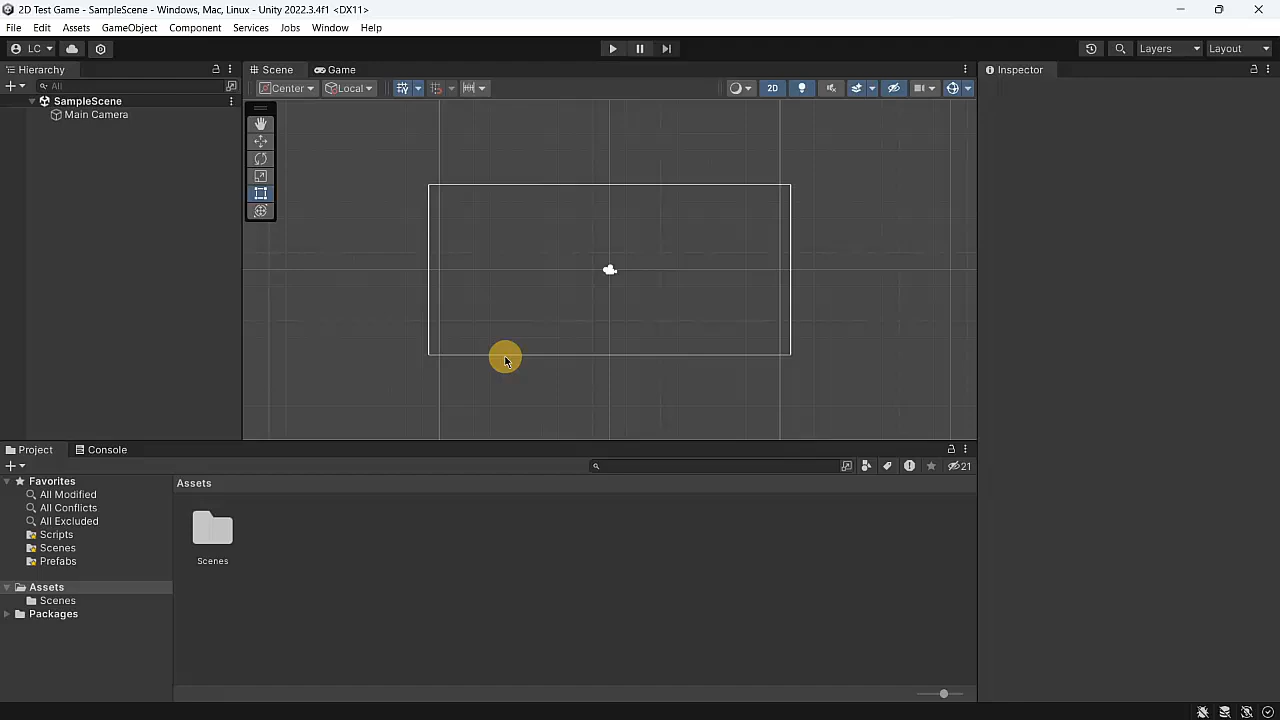 2D Test Game - SampleScene - Windows, Mac, Linux - Unity 2022.3.4f1 <DX11>
File Edit Assets GameObject Component Services Jobs Window Help
LC Layers Layout
Hierarchy Scene Game Inspector
All Center Local 2D
SampleScene
Main Camera
Project Console
21
Favorites Assets
All Modified
All Conflicts
All Excluded
Scripts
Scenes
Prefabs
Scenes
Assets
Scenes
Packages